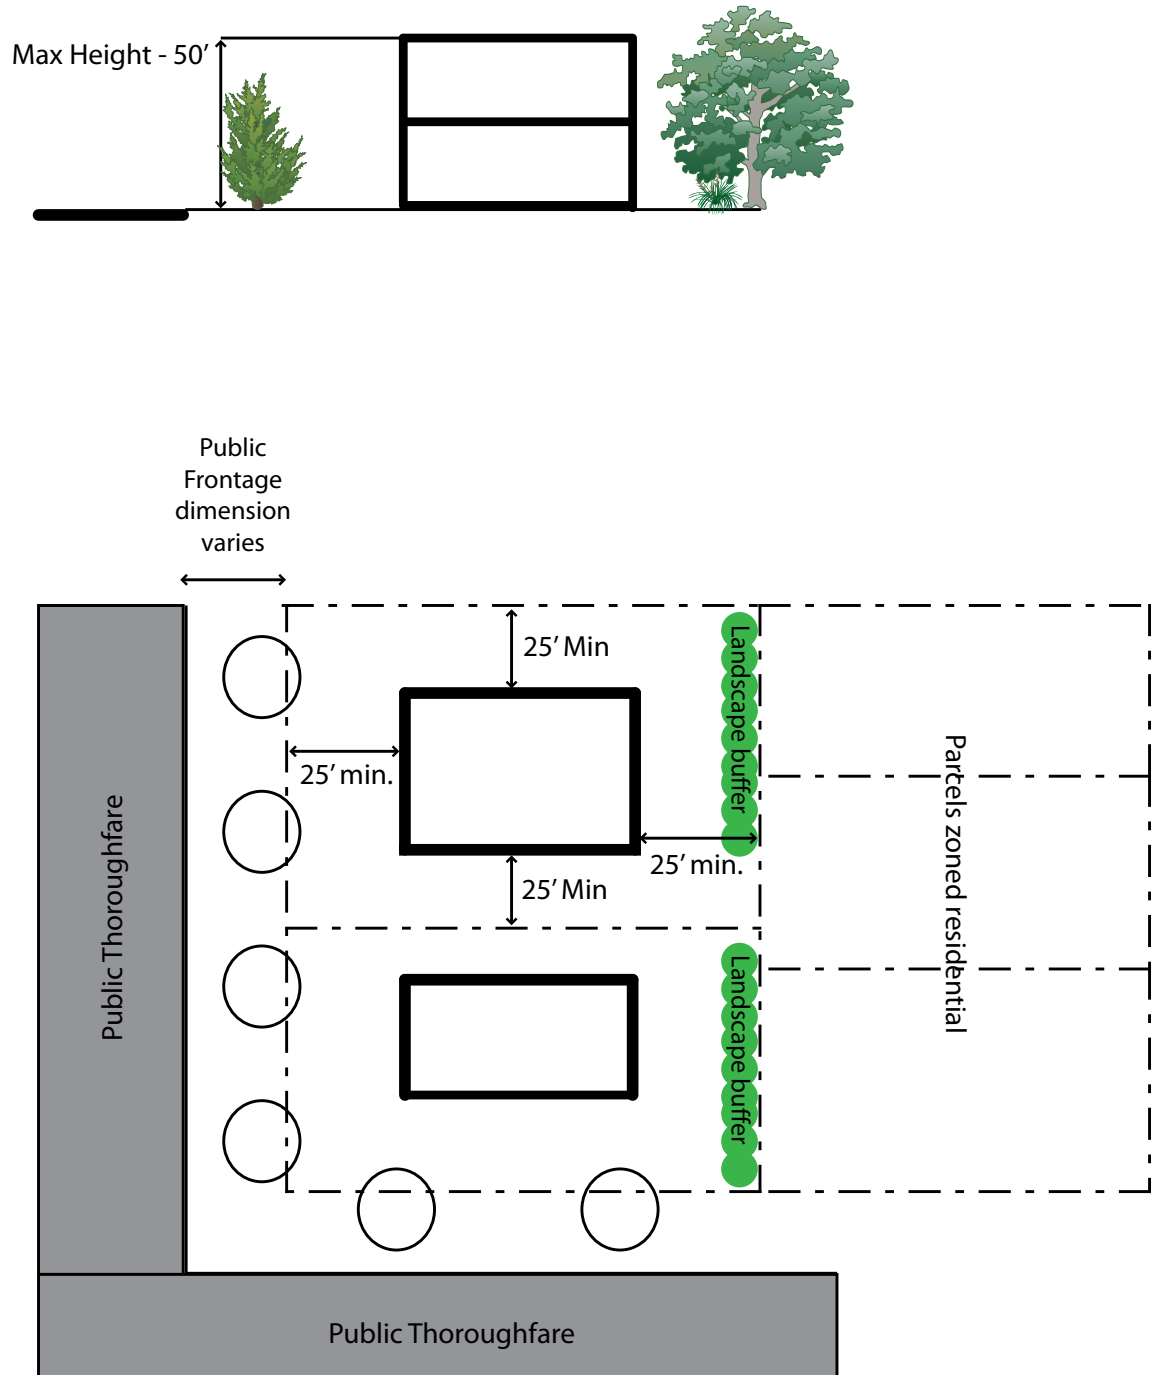 Max Height - 50’
Public
Frontage
dimension
varies
25’ Min
25’ min.
25’ min.
25’ Min
Landscape buffer
Landscape buffer
Parcels zoned residential
Public Thoroughfare
Public Thoroughfare